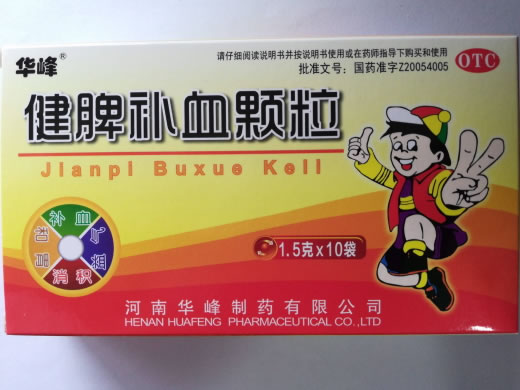 华峰®
请仔细阅读说明书并按说明书使用或在药师指导下购买和使用
批准文号：国药准字Z20054005
OTC
健脾补血颗粒
Jianpi Buxue Keli
补血
消积
1.5克x10袋
河南华峰制药有限公司
HENAN HUAFENG PHARMACEUTICAL CO.,LTD